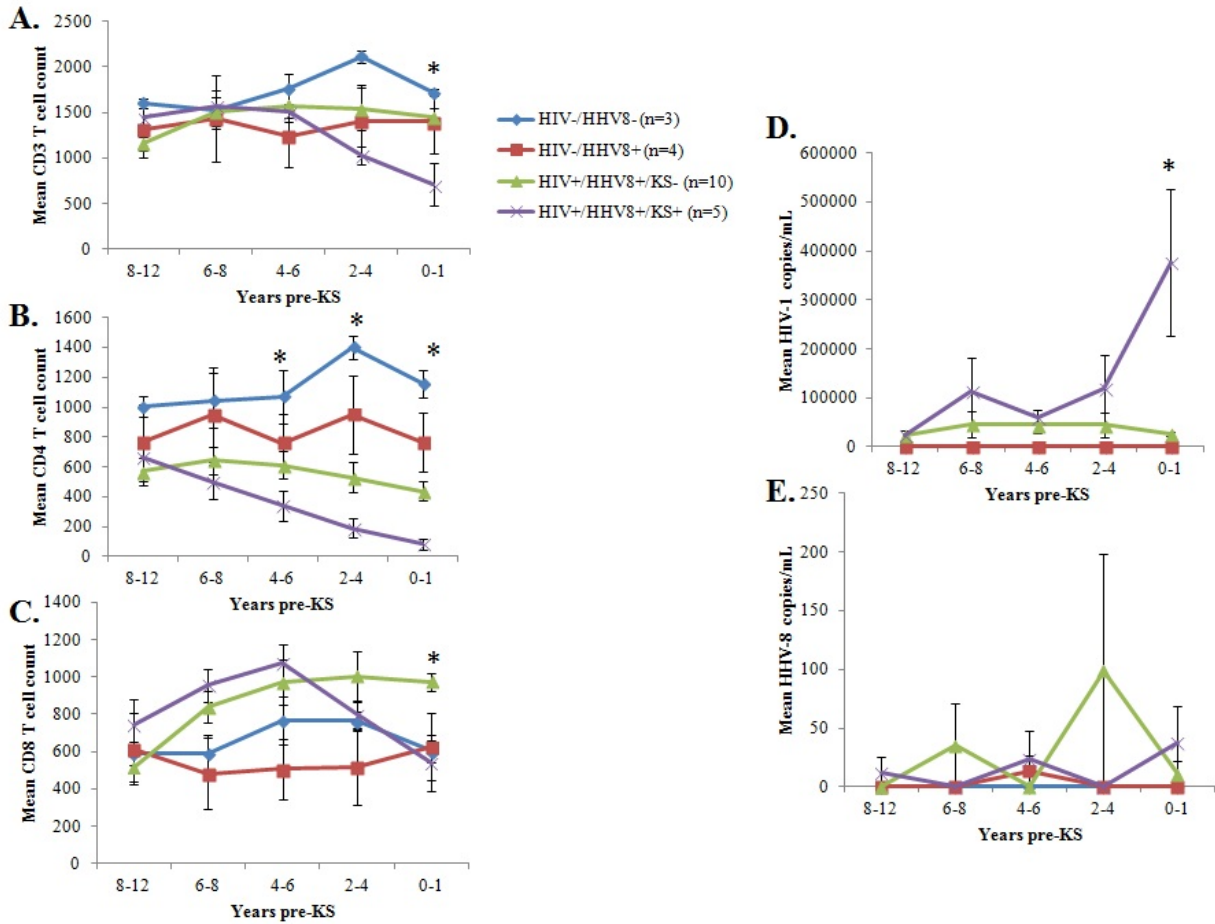 A.
2500
2000
1500
1000
500
0
Mean CD3 T cell count
*
8-12 6-8 4-6 2-4 0-1
Years pre-KS
HIV-/HHV8- (n=3)
HIV-/HHV8+ (n=4)
HIV+/HHV8+/KS- (n=10)
HIV+/HHV8+/KS+ (n=5)
B.
1600
1400
1200
1000
800
600
400
200
0
Mean CD4 T cell count
* * *
8-12 6-8 4-6 2-4 0-1
Years pre-KS
C.
1400
1200
1000
800
600
400
200
0
Mean CD8 T cell count
*
8-12 6-8 4-6 2-4 0-1
Years pre-KS
D.
600000
500000
400000
300000
200000
100000
0
Mean HIV-1 copies/mL
*
8-12 6-8 4-6 2-4 0-1
Years pre-KS
E.
250
200
150
100
50
0
Mean HHV-8 copies/mL
8-12 6-8 4-6 2-4 0-1
Years pre-KS